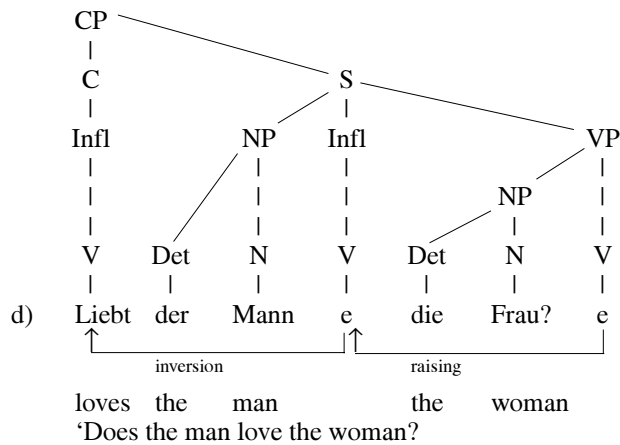 CP
C S
Infl NP Infl VP
NP
V Det N V Det N V
d) Liebt der Mann e die Frau? e
inversion raising
loves the man the woman
‘Does the man love the woman?